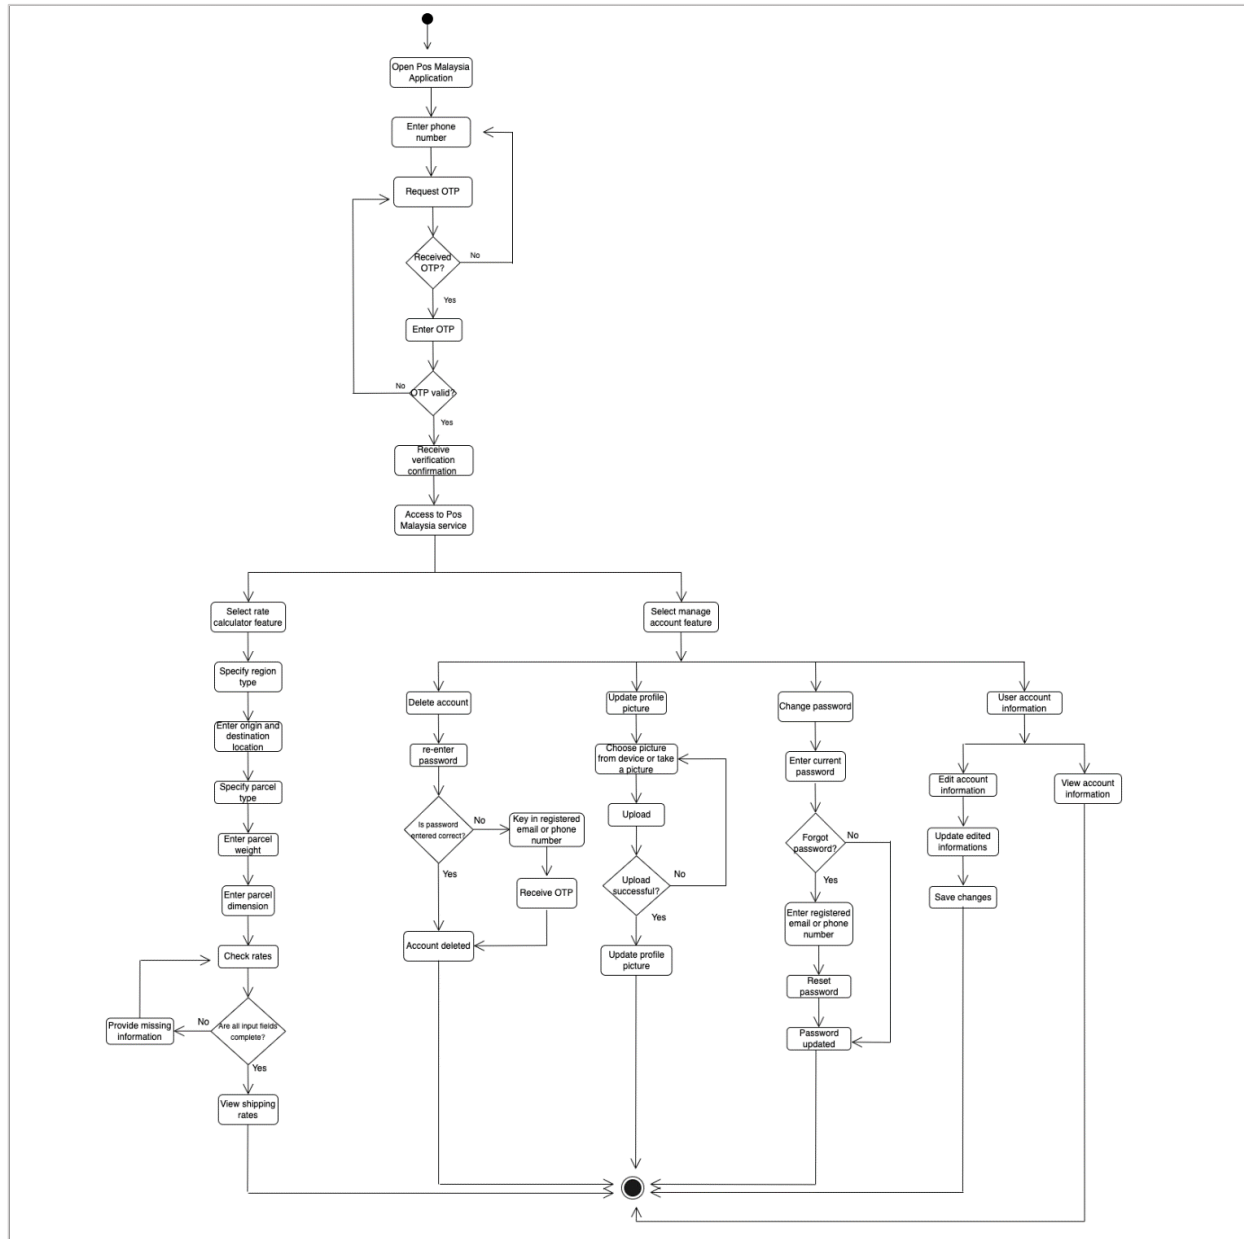 Open Pos Malaysia
Application
Enter phone
number
Request OTP
Received
OTP?
No
Yes
Enter OTP
No
OTP valid?
Yes
Receive
verification
confirmation
Access to Pos
Malaysia service
Select rate
calculator feature
Specify region
type
Enter origin and
destination
location
Specify parcel
type
Enter parcel
weight
Enter parcel
dimension
Check rates
Are all input fields
complete?
No
Provide missing
information
Yes
View shipping
rates
Select manage
account feature
Delete account
re-enter
password
Is password
entered correct?
No
Key in registered
email or phone
number
Receive OTP
Yes
Account deleted
Update profile
picture
Choose picture
from device or take
a picture
Upload
Upload
successful?
No
Yes
Update profile
picture
Change password
Enter current
password
Forgot
password?
No
Yes
Enter registered
email or phone
number
Reset
password
Password
updated
User account
information
Edit account
information
Update edited
informations
Save changes
View account
information